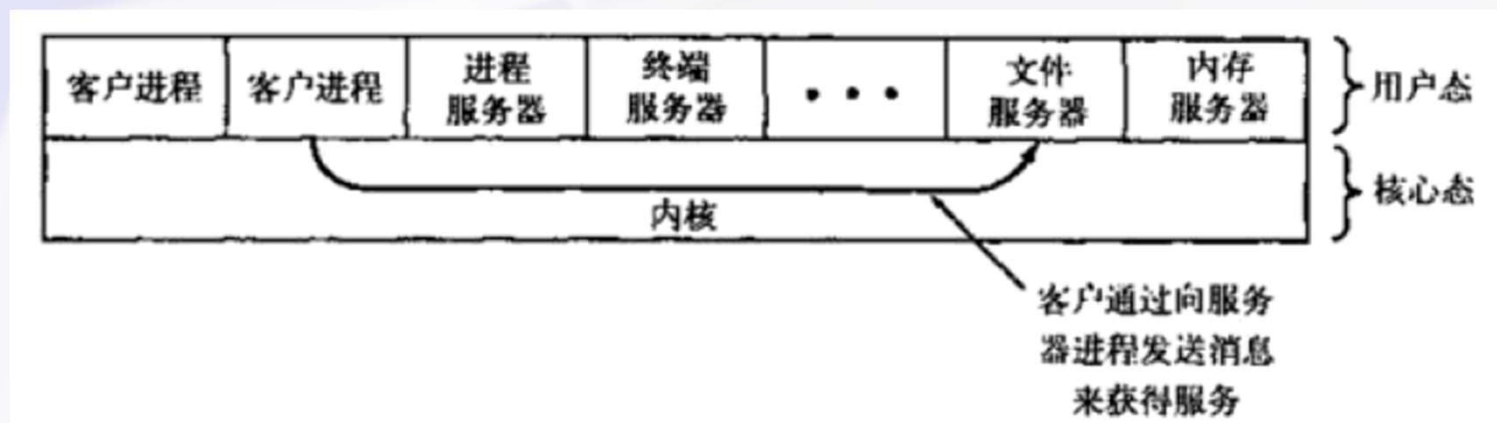 客户进程
客户进程
进程
服务器
终端
服务器
• • •
文件
服务器
内存
服务器
用户态
核心态
内核
客户通过向服务
器进程发送消息
来获得服务